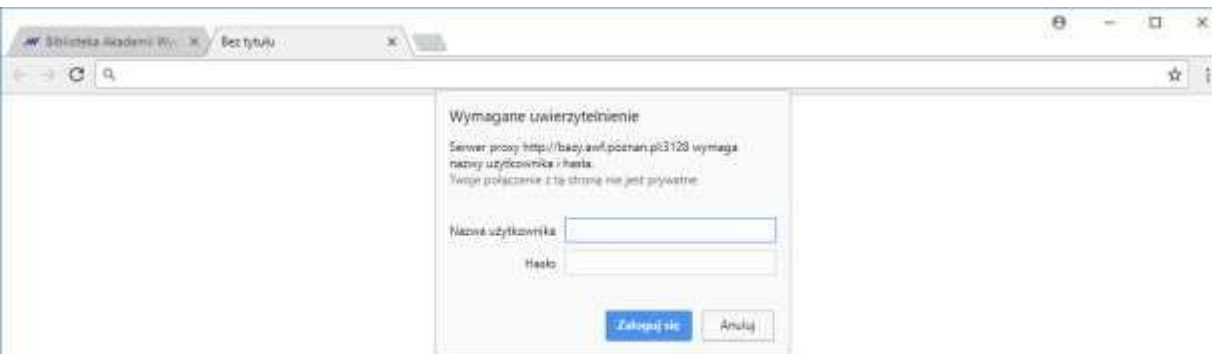 Biblioteka Akademii Wy
Bez tytułu
Wymagane uwierzytelnienie
Serwer proxy http://bazy.awf.poznan.pl:3128 wymaga
nazwy użytkownika i hasła.
Twoje połączenie z tą stroną nie jest prywatne
Nazwa użytkownika
Hasło
Zaloguj się
Anuluj